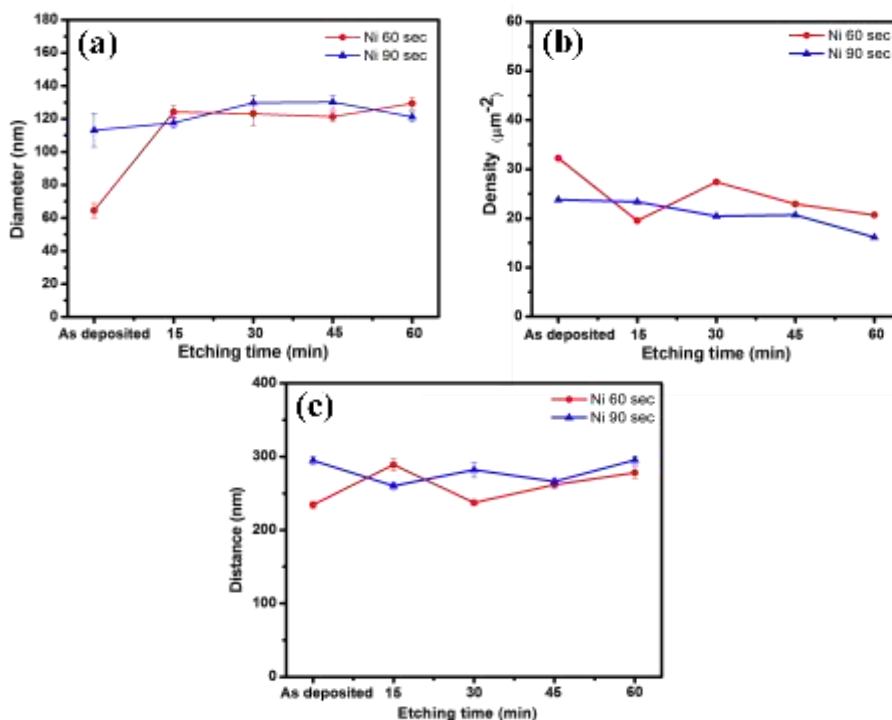 (a)
Ni 60 sec
Ni 90 sec
180
160
140
120
100
80
60
40
20
0
Diameter (nm)
As deposited 15 30 45 60
Etching time (min)
(b)
Ni 60 sec
Ni 90 sec
60
50
40
30
20
10
0
Density (μm⁻²)
As deposited 15 30 45 60
Etching time (min)
(c)
Ni 60 sec
Ni 90 sec
400
300
200
100
0
Distance (nm)
As deposited 15 30 45 60
Etching time (min)